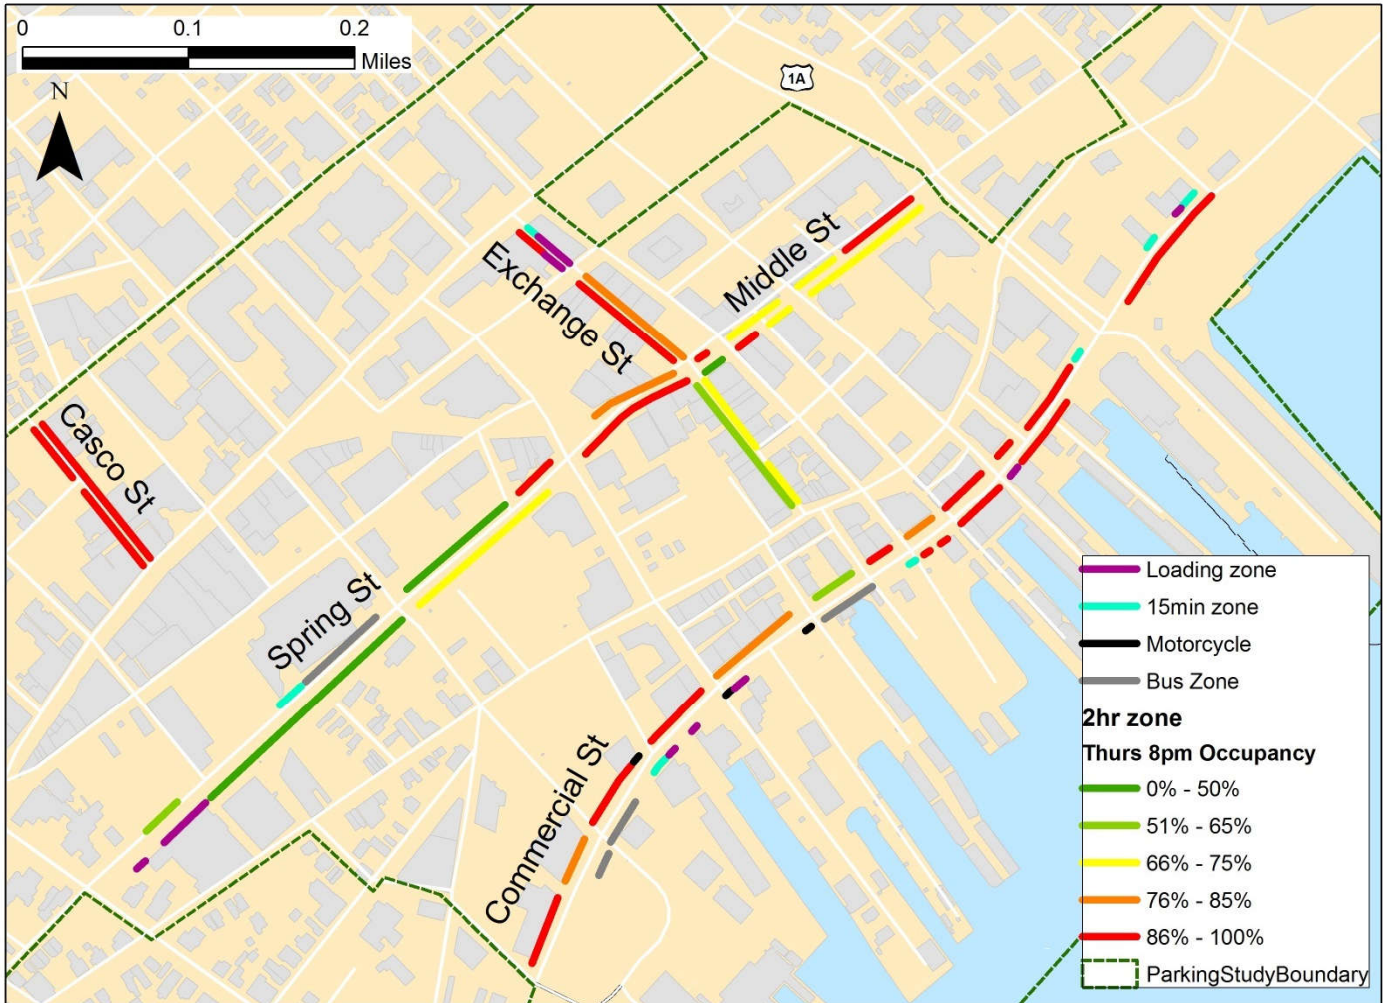 0 0.1 0.2
Miles
N
1A
Middle St
Exchange St
Casco St
Spring St
Commercial St
Loading zone
15min zone
Motorcycle
Bus Zone
2hr zone
Thurs 8pm Occupancy
0% - 50%
51% - 65%
66% - 75%
76% - 85%
86% - 100%
ParkingStudyBoundary